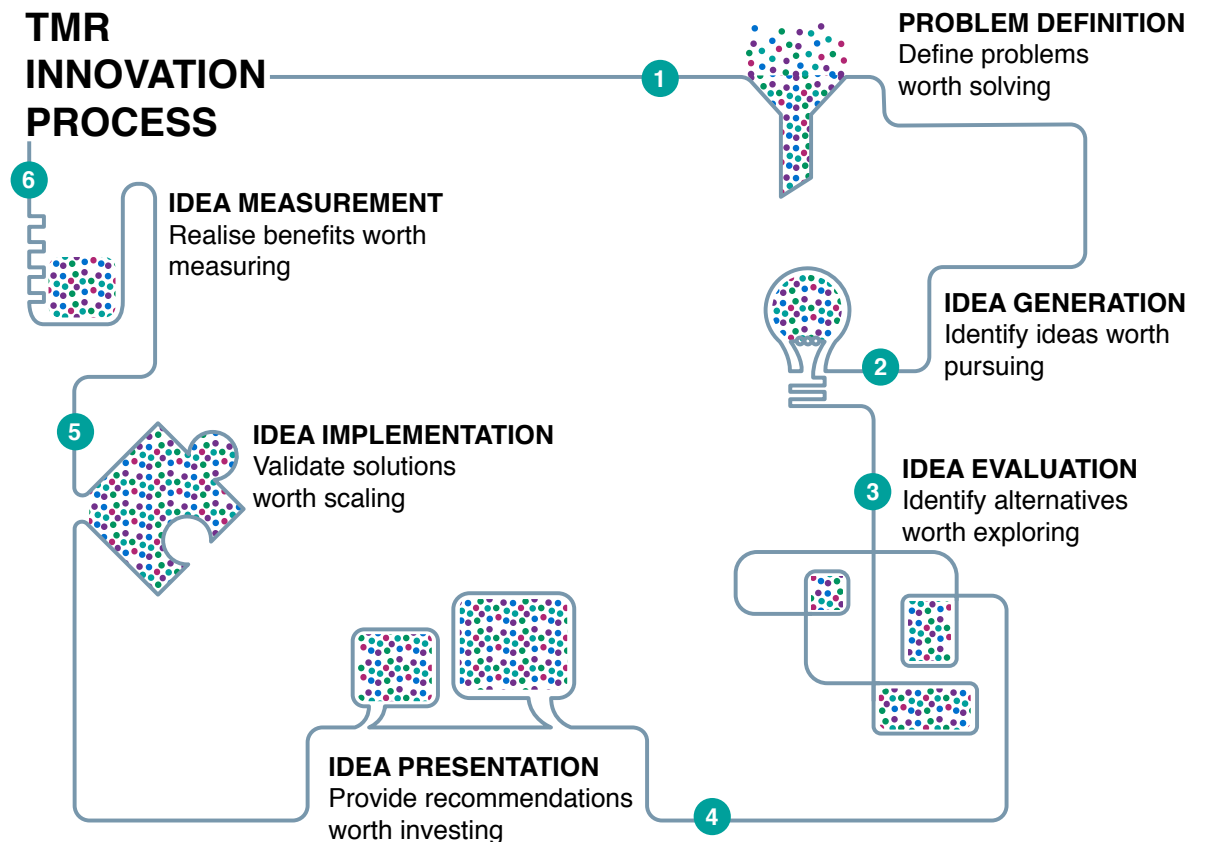 TMR
INNOVATION
PROCESS
1
PROBLEM DEFINITION
Define problems
worth solving
2
IDEA GENERATION
Identify ideas worth
pursuing
3
IDEA EVALUATION
Identify alternatives
worth exploring
4
IDEA PRESENTATION
Provide recommendations
worth investing
5
IDEA IMPLEMENTATION
Validate solutions
worth scaling
6
IDEA MEASUREMENT
Realise benefits worth
measuring